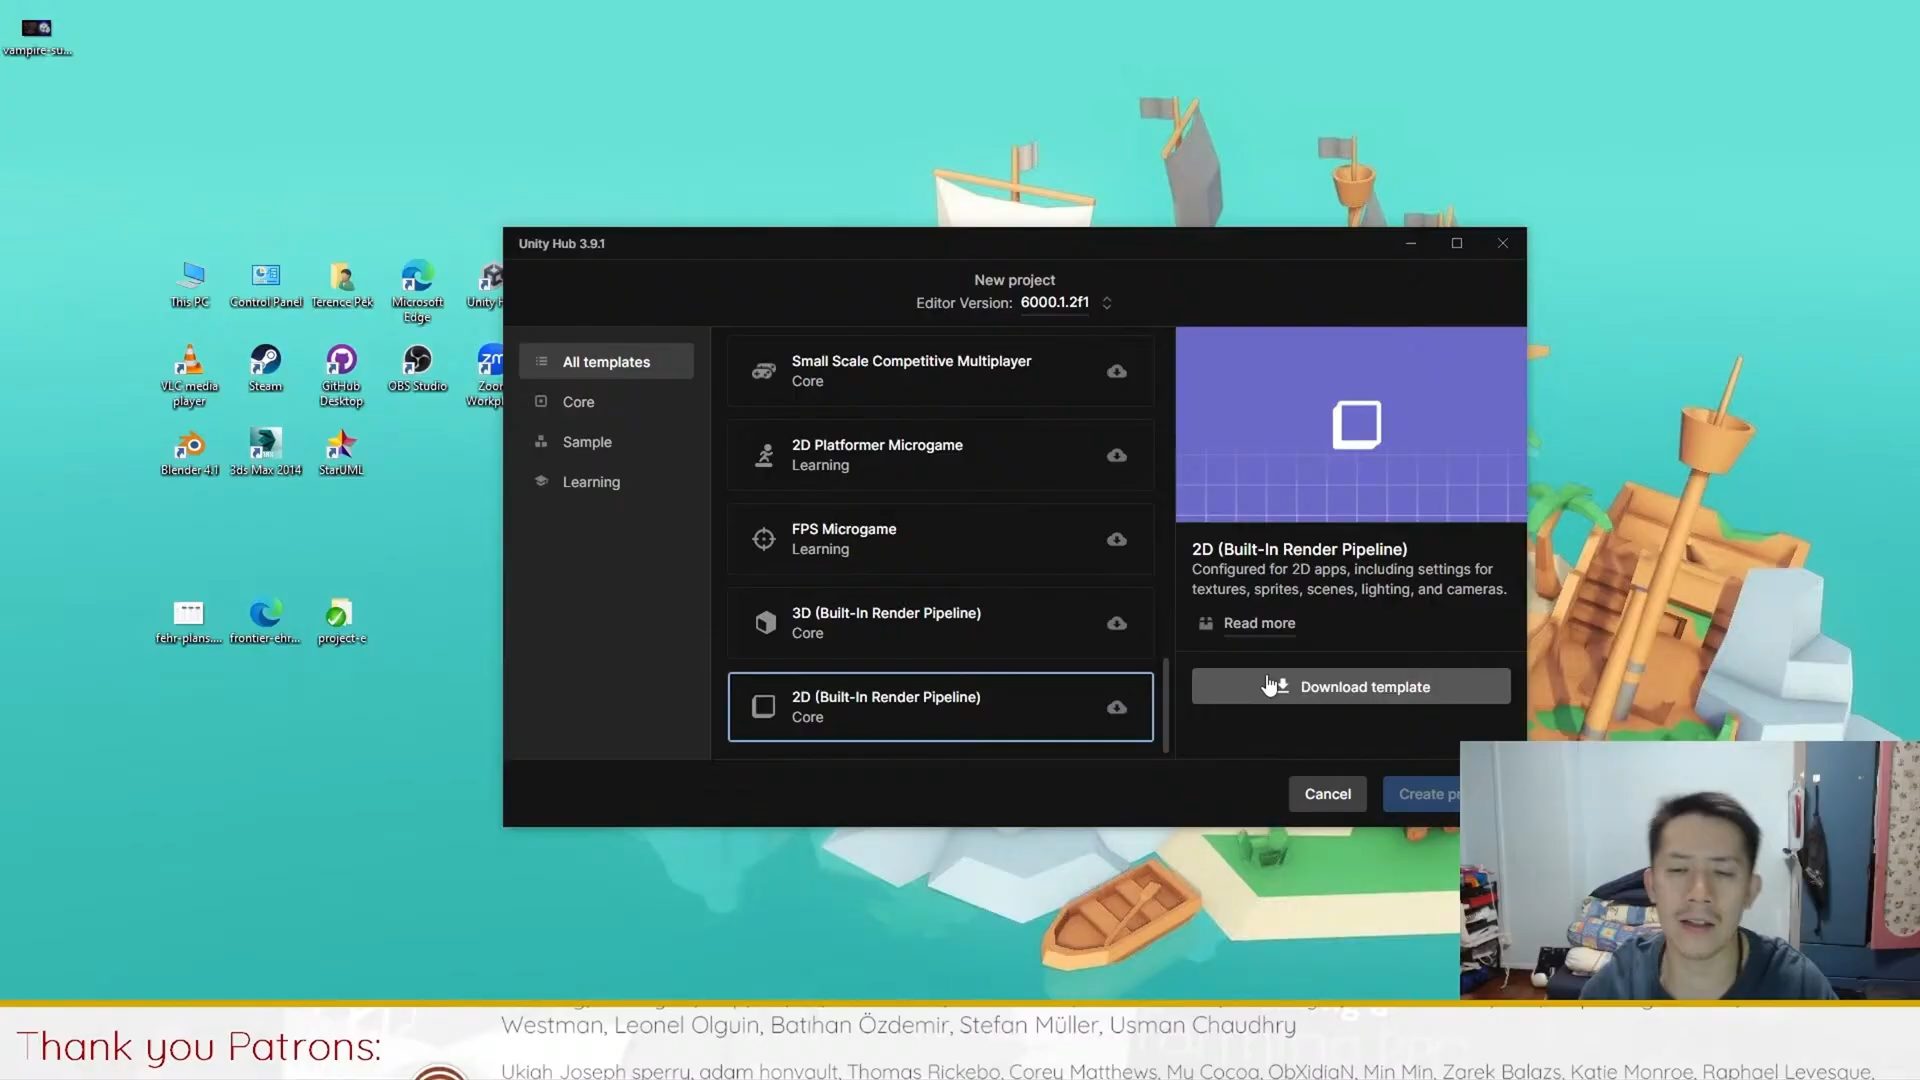 vampire-su...
This PC
Control Panel
Terence Pek
Microsoft
Edge
VLC media
player
Steam
GitHub
Desktop
OBS Studio
Blender 4.1
3ds Max 2014
StarUML
fehr-plans....
frontier-ehr...
project-e
Unity Hub 3.9.1
New project
Editor Version: 6000.1.2f1
All templates
Core
Sample
Learning
Small Scale Competitive Multiplayer
Core
2D Platformer Microgame
Learning
FPS Microgame
Learning
3D (Built-In Render Pipeline)
Core
2D (Built-In Render Pipeline)
Core
2D (Built-In Render Pipeline)
Configured for 2D apps, including settings for
textures, sprites, scenes, lighting, and cameras.
Read more
Download template
Cancel
Create pr
Thank you Patrons:
Westman, Leonel Olguin, Batıhan Özdemir, Stefan Müller, Usman Chaudhry
Ukiah Joseph sperry, adam honvault, Thomas Rickebo, Corey Matthews, My Cocoa, ObXidiaN, Min Min, Zarek Balazs, Katie Monroe, Raphael Levesque,